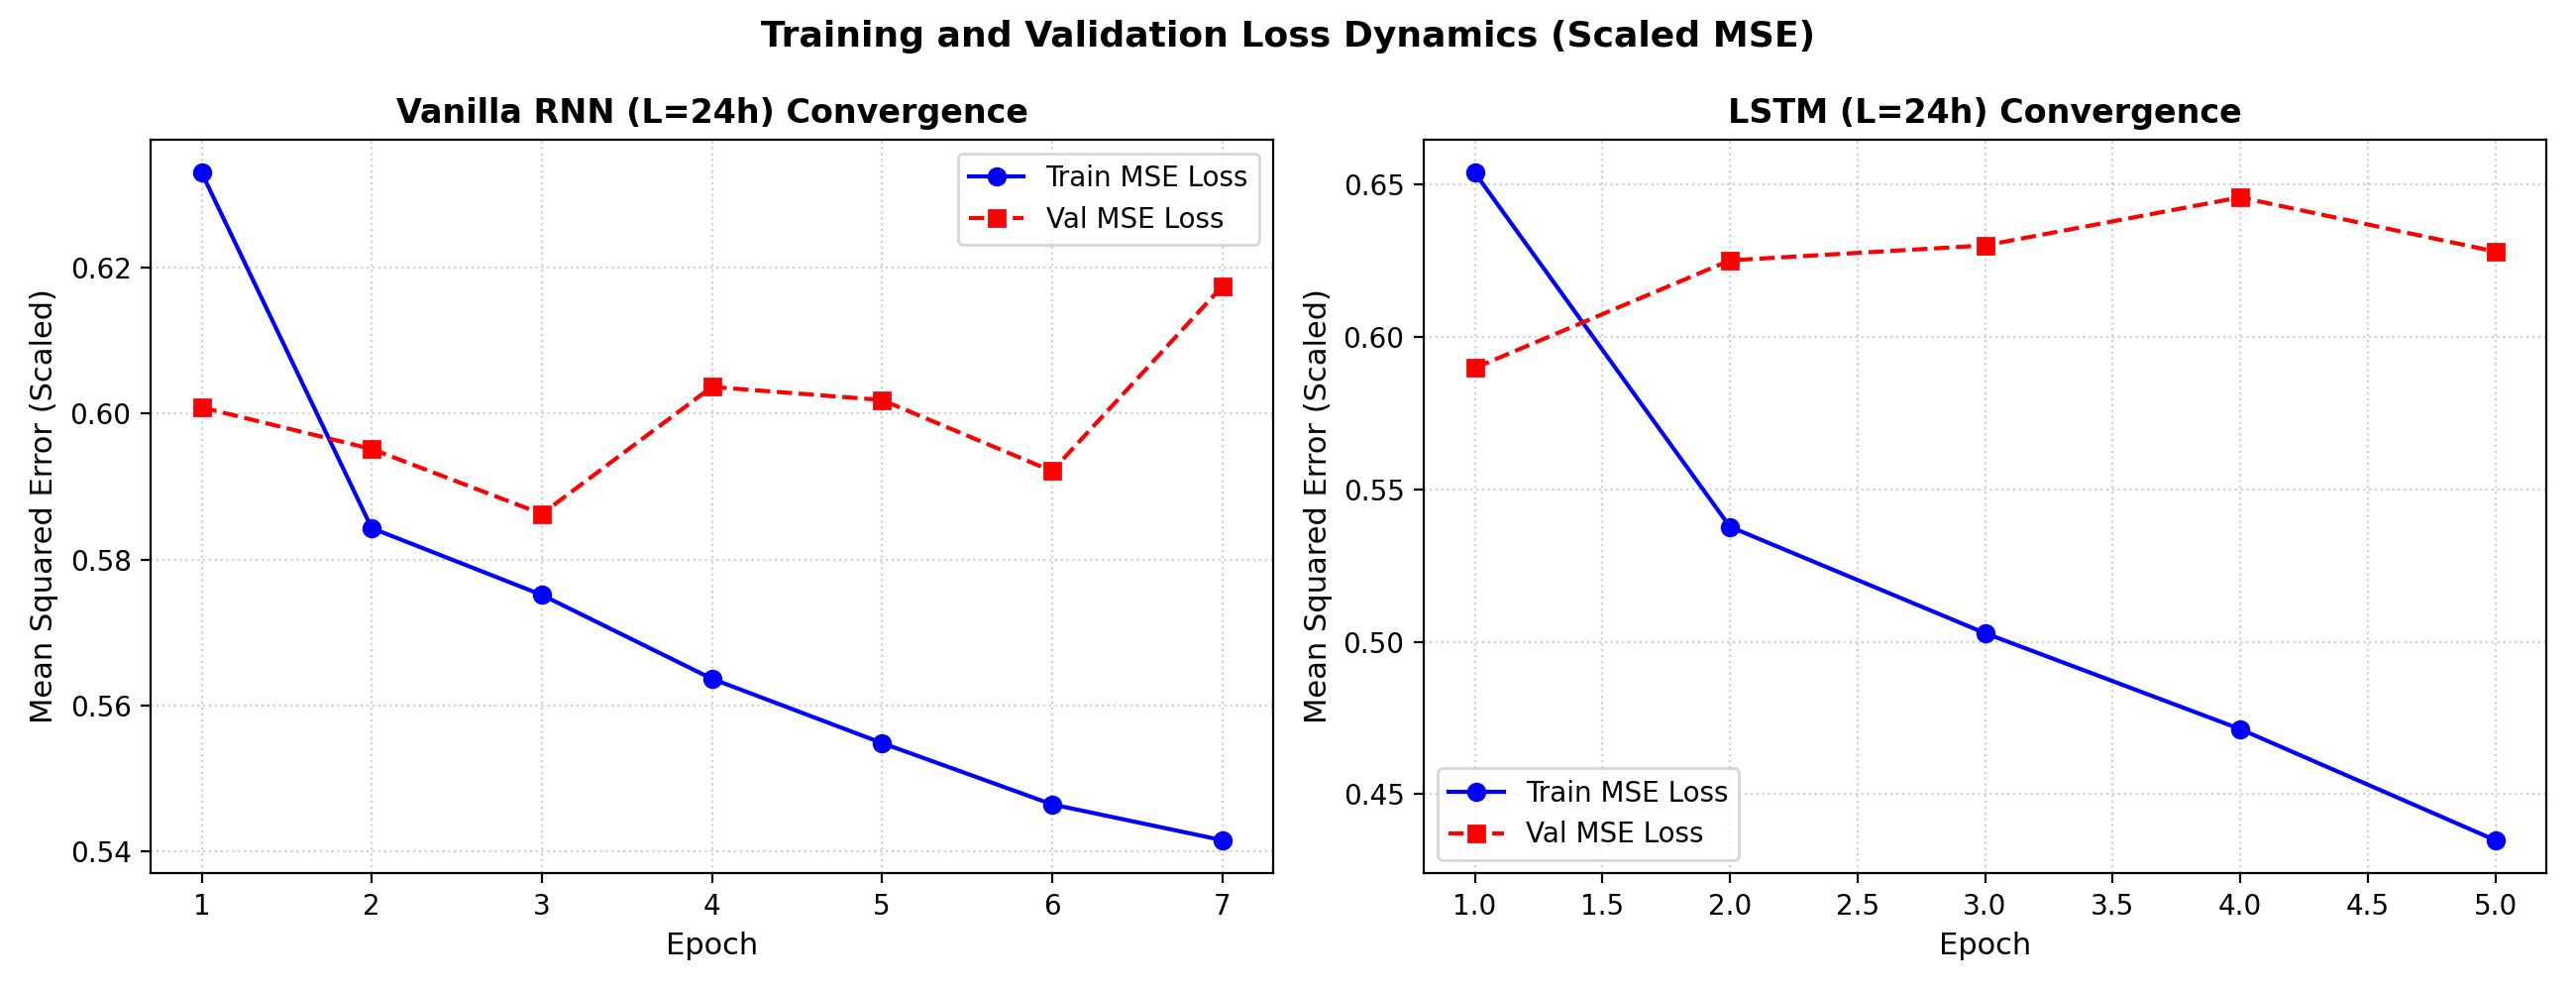 Training and Validation Loss Dynamics (Scaled MSE)
Vanilla RNN (L=24h) Convergence
Mean Squared Error (Scaled)
0.62
0.60
0.58
0.56
0.54
Train MSE Loss
Val MSE Loss
1 2 3 4 5 6 7
Epoch
LSTM (L=24h) Convergence
Mean Squared Error (Scaled)
0.65
0.60
0.55
0.50
0.45
Train MSE Loss
Val MSE Loss
1.0 1.5 2.0 2.5 3.0 3.5 4.0 4.5 5.0
Epoch